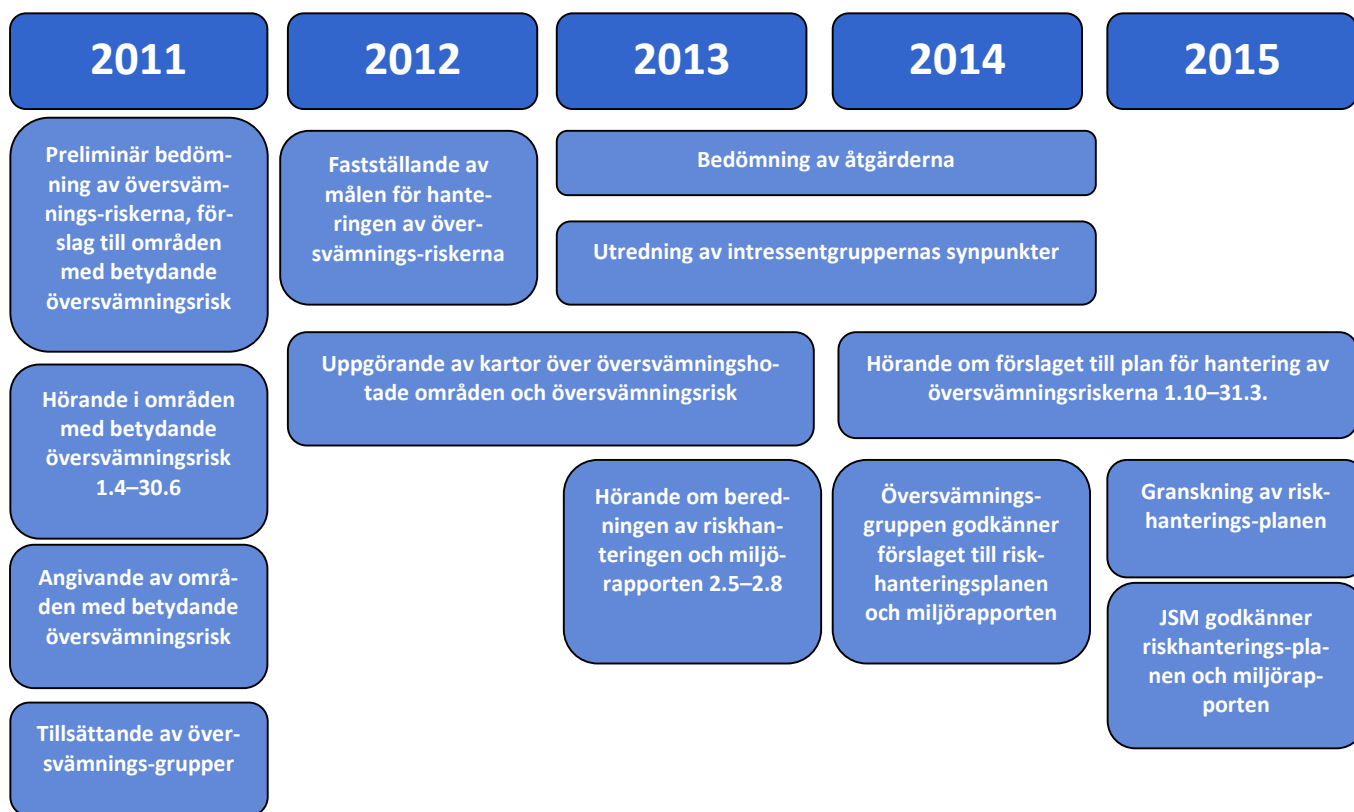 2011
2012
2013
2014
2015
Preliminär bedöm-
ning av översväm-
nings-riskerna, för-
slag till områden
med betydande
översvämningsrisk
Hörande i områden
med betydande
översvämningsrisk
1.4–30.6
Angivande av områ-
den med betydande
översvämningsrisk
Tillsättande av över-
svämnings-grupper
Fastställande av
målen för hante-
ringen av över-
svämnings-riskerna
Bedömning av åtgärderna
Utredning av intressentgruppernas synpunkter
Uppgörande av kartor över översvämningsho-
tade områden och översvämningsrisk
Hörande om förslaget till plan för hantering av
översvämningsriskerna 1.10–31.3.
Hörande om bered-
ningen av riskhan-
teringen och miljö-
rapporten 2.5–2.8
Översvämnings-
gruppen godkänner
förslaget till risk-
hanteringsplanen
och miljörapporten
Granskning av risk-
hanterings-planen
JSM godkänner
riskhanterings-pla-
nen och miljörap-
porten